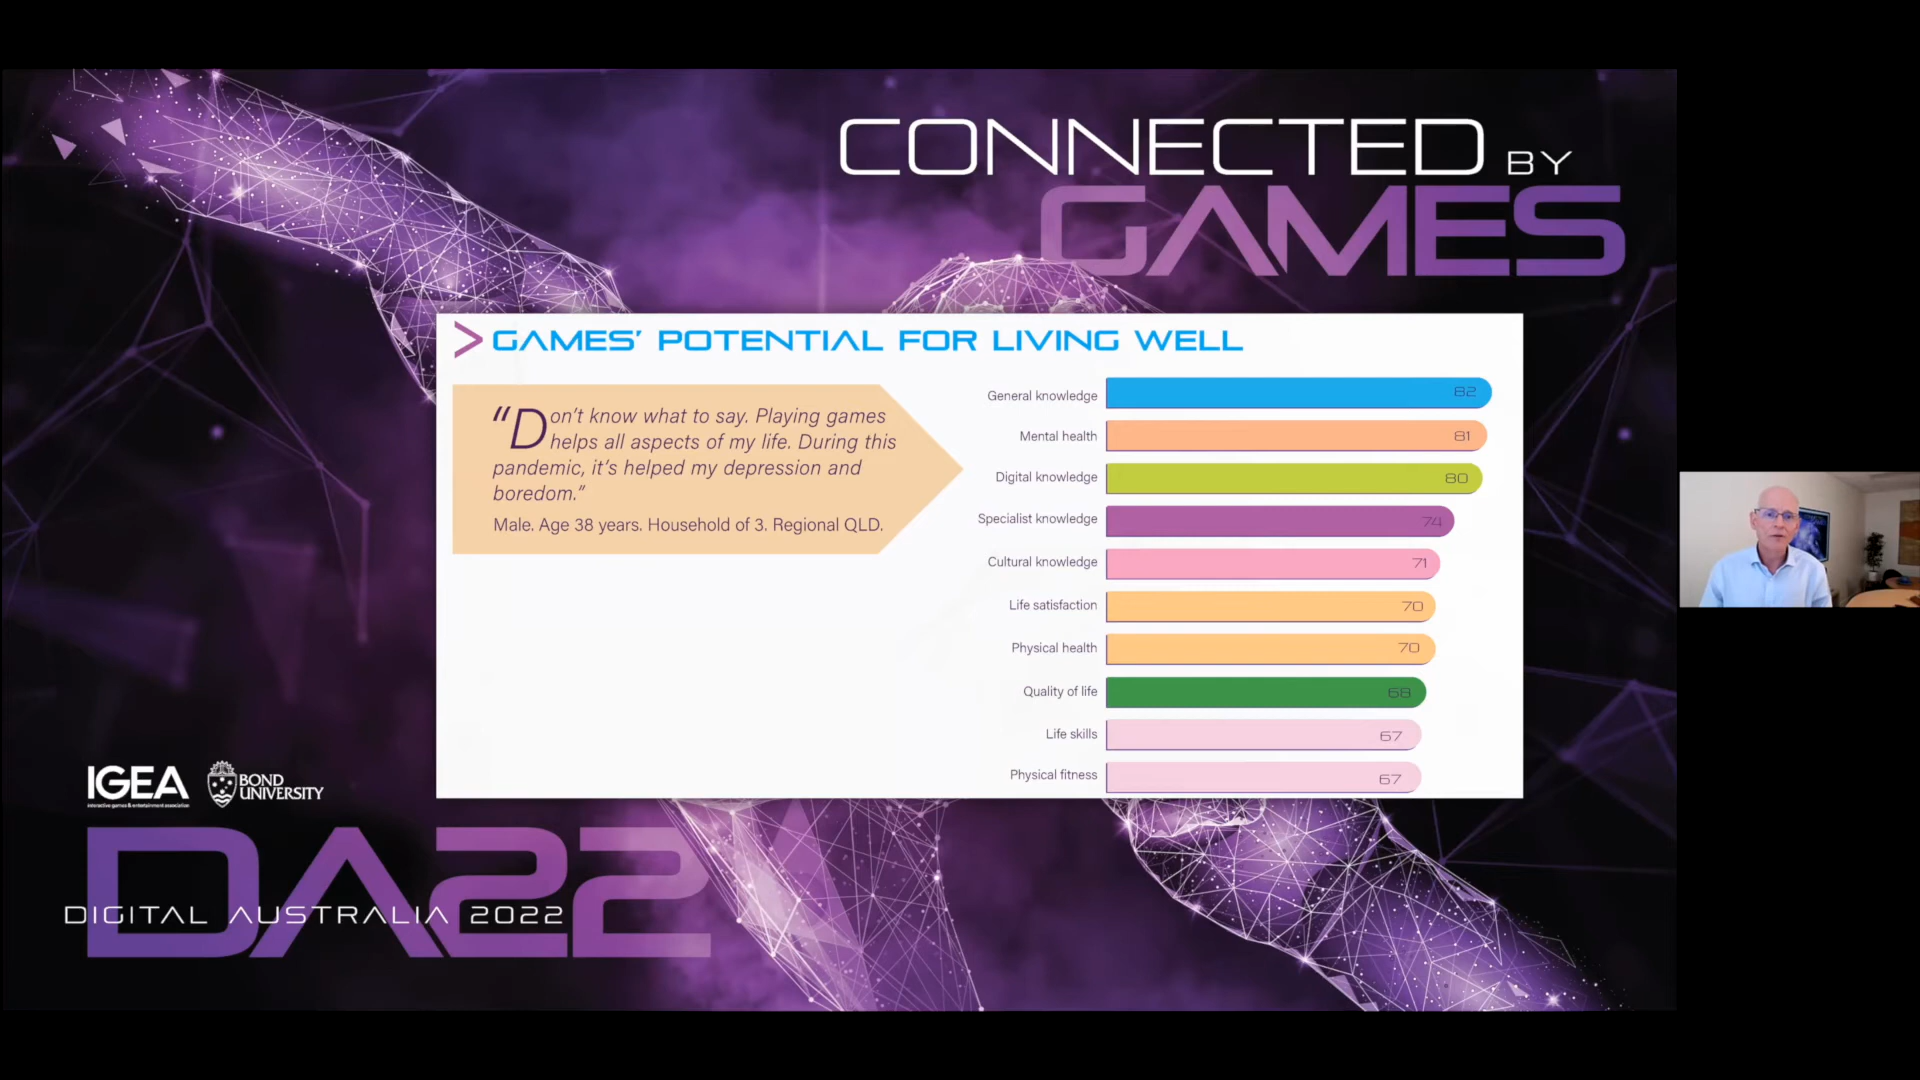 CONNECTED BY
GAMES
GAMES' POTENTIAL FOR LIVING WELL
“Don’t know what to say. Playing games
helps all aspects of my life. During this
pandemic, it’s helped my depression and
boredom.”
Male. Age 38 years. Household of 3. Regional QLD.
General knowledge 82
Mental health 81
Digital knowledge 80
Specialist knowledge 74
Cultural knowledge 71
Life satisfaction 70
Physical health 70
Quality of life 68
Life skills 67
Physical fitness 67
IGEA
interactive games & entertainment association
BOND
UNIVERSITY
DA22
DIGITAL AUSTRALIA 2022